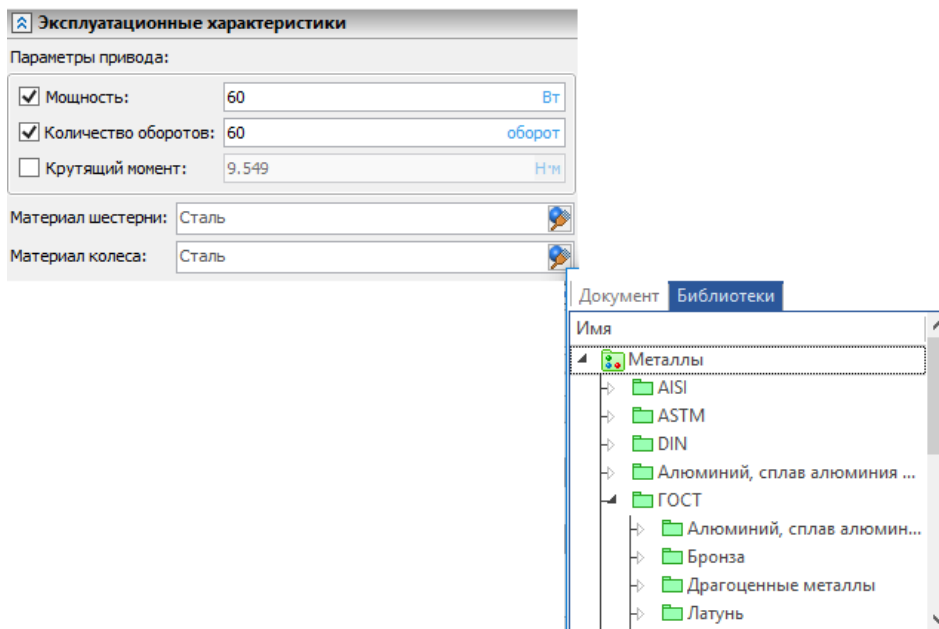 Эксплуатационные характеристики
Параметры привода:
Мощность: 60 Вт
Количество оборотов: 60 оборот
Крутящий момент: 9.549 Н·м
Материал шестерни: Сталь
Материал колеса: Сталь
Документ Библиотеки
Имя
Металлы
AISI
ASTM
DIN
Алюминий, сплав алюминия ...
ГОСТ
Алюминий, сплав алюмин...
Бронза
Драгоценные металлы
Латунь